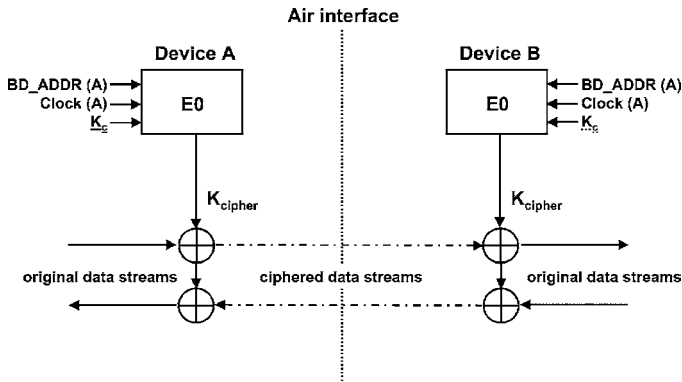 Air interface
Device A
Device B
BD_ADDR (A)
Clock (A)
Kc
E0
E0
BD_ADDR (A)
Clock (A)
Kc
Kcipher
Kcipher
original data streams
ciphered data streams
original data streams